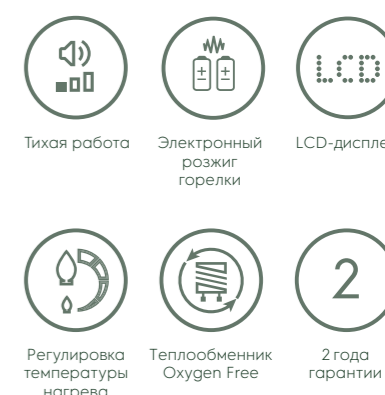 LCD
Тихая работа
Электронный
розжиг
горелки
LCD-диспле
2
Регулировка
температуры
нагрева
Теплообменник
Oxygen Free
2 года
гарантии